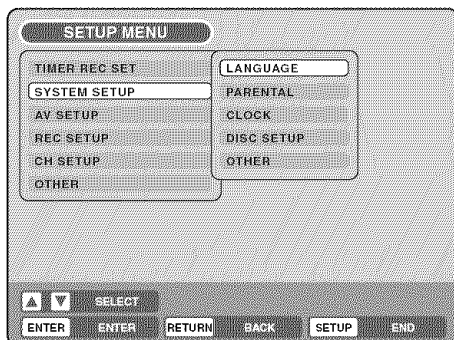 SETUP MENU
TIMER REC SET
SYSTEM SETUP
AV SETUP
REC SETUP
CH SETUP
OTHER
LANGUAGE
PARENTAL
CLOCK
DISC SETUP
OTHER
SELECT
ENTER ENTER RETURN BACK SETUP END